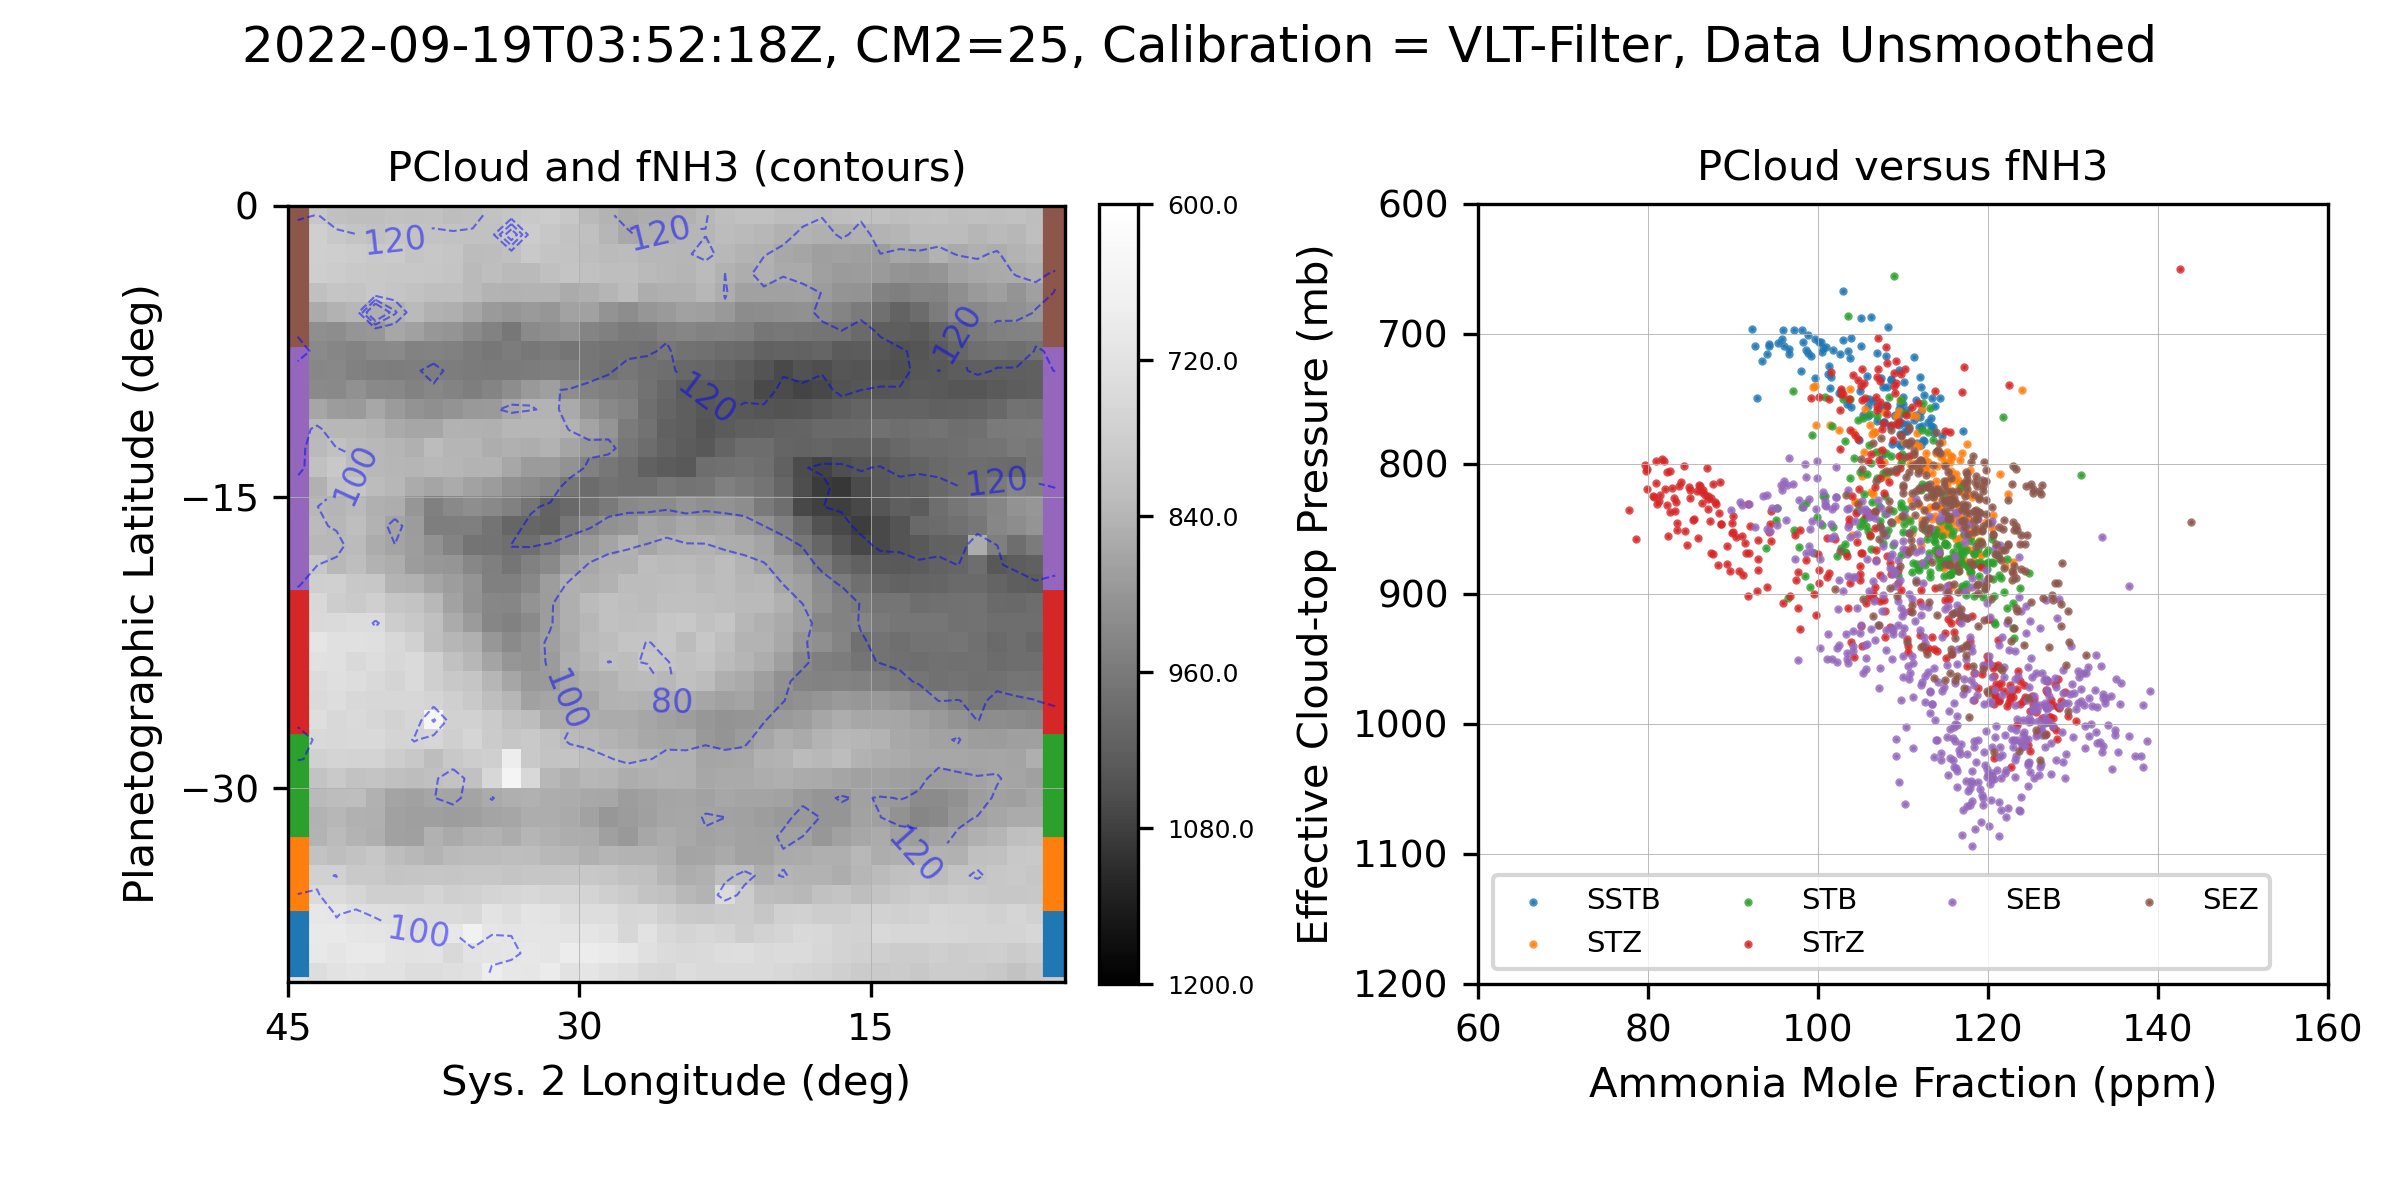 2022-09-19T03:52:18Z, CM2=25, Calibration = VLT-Filter, Data Unsmoothed
PCloud and fNH3 (contours)
0
−15
−30
Planetographic Latitude (deg)
120
120
120
120
100
120
100
80
120
100
45
30
15
Sys. 2 Longitude (deg)
600.0
720.0
840.0
960.0
1080.0
1200.0
PCloud versus fNH3
600
700
800
900
1000
1100
1200
Effective Cloud-top Pressure (mb)
SSTB
STB
SEB
SEZ
STZ
STrZ
60
80
100
120
140
160
Ammonia Mole Fraction (ppm)